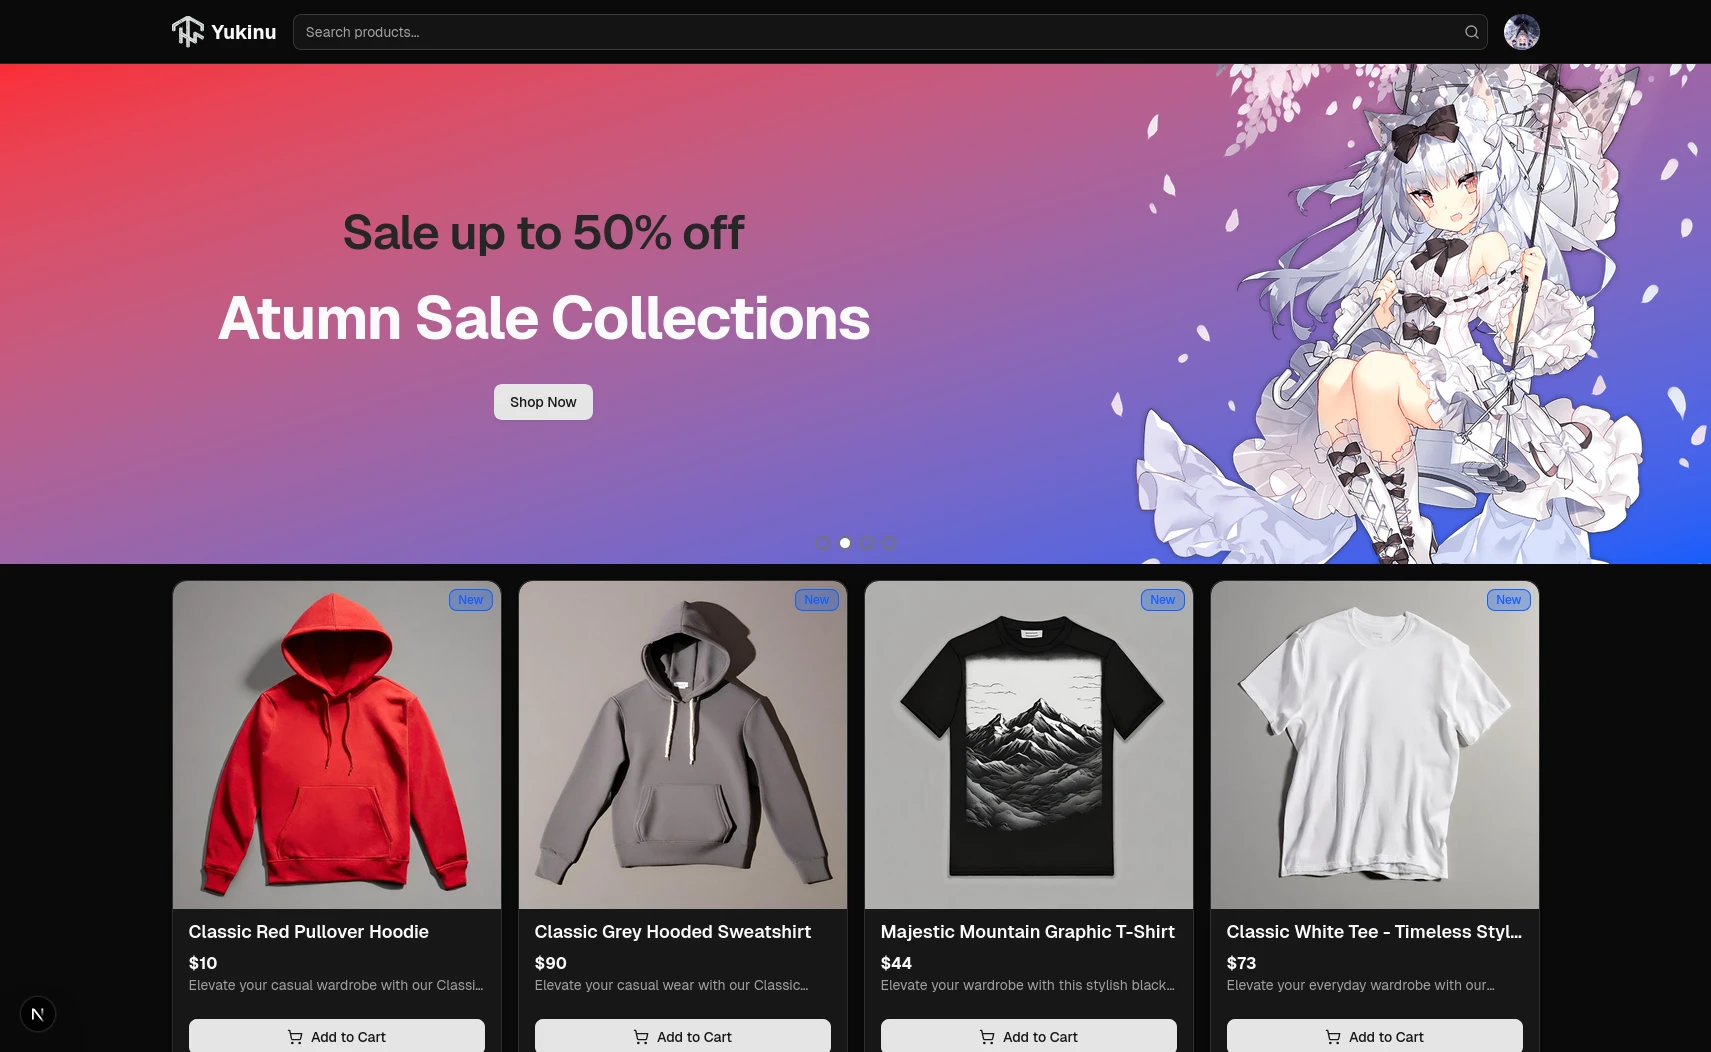 Yukinu
Search products...
Sale up to 50% off
Atumn Sale Collections
Shop Now
New
New
New
New
Classic Red Pullover Hoodie
$10
Elevate your casual wardrobe with our Classi...
Add to Cart
Classic Grey Hooded Sweatshirt
$90
Elevate your casual wear with our Classic...
Add to Cart
Majestic Mountain Graphic T-Shirt
$44
Elevate your wardrobe with this stylish black...
Add to Cart
Classic White Tee - Timeless Styl...
$73
Elevate your everyday wardrobe with our...
Add to Cart
N